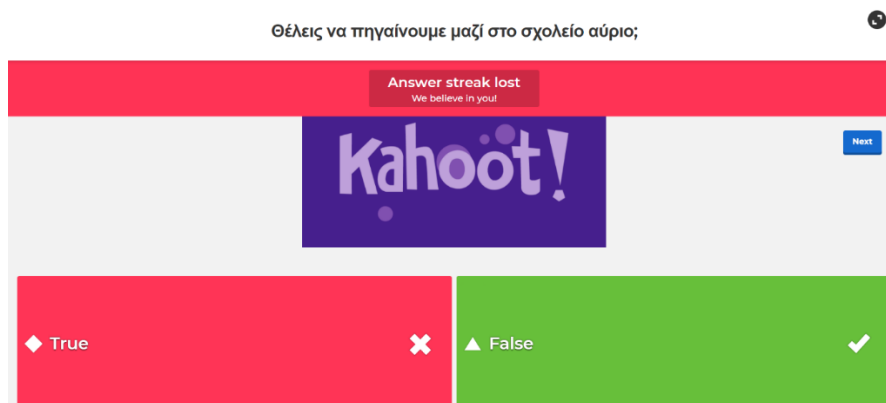 Θέλεις να πηγαίνουμε μαζί στο σχολείο αύριο;
Answer streak lost
We believe in you!
Kahoot!
Next
True
False